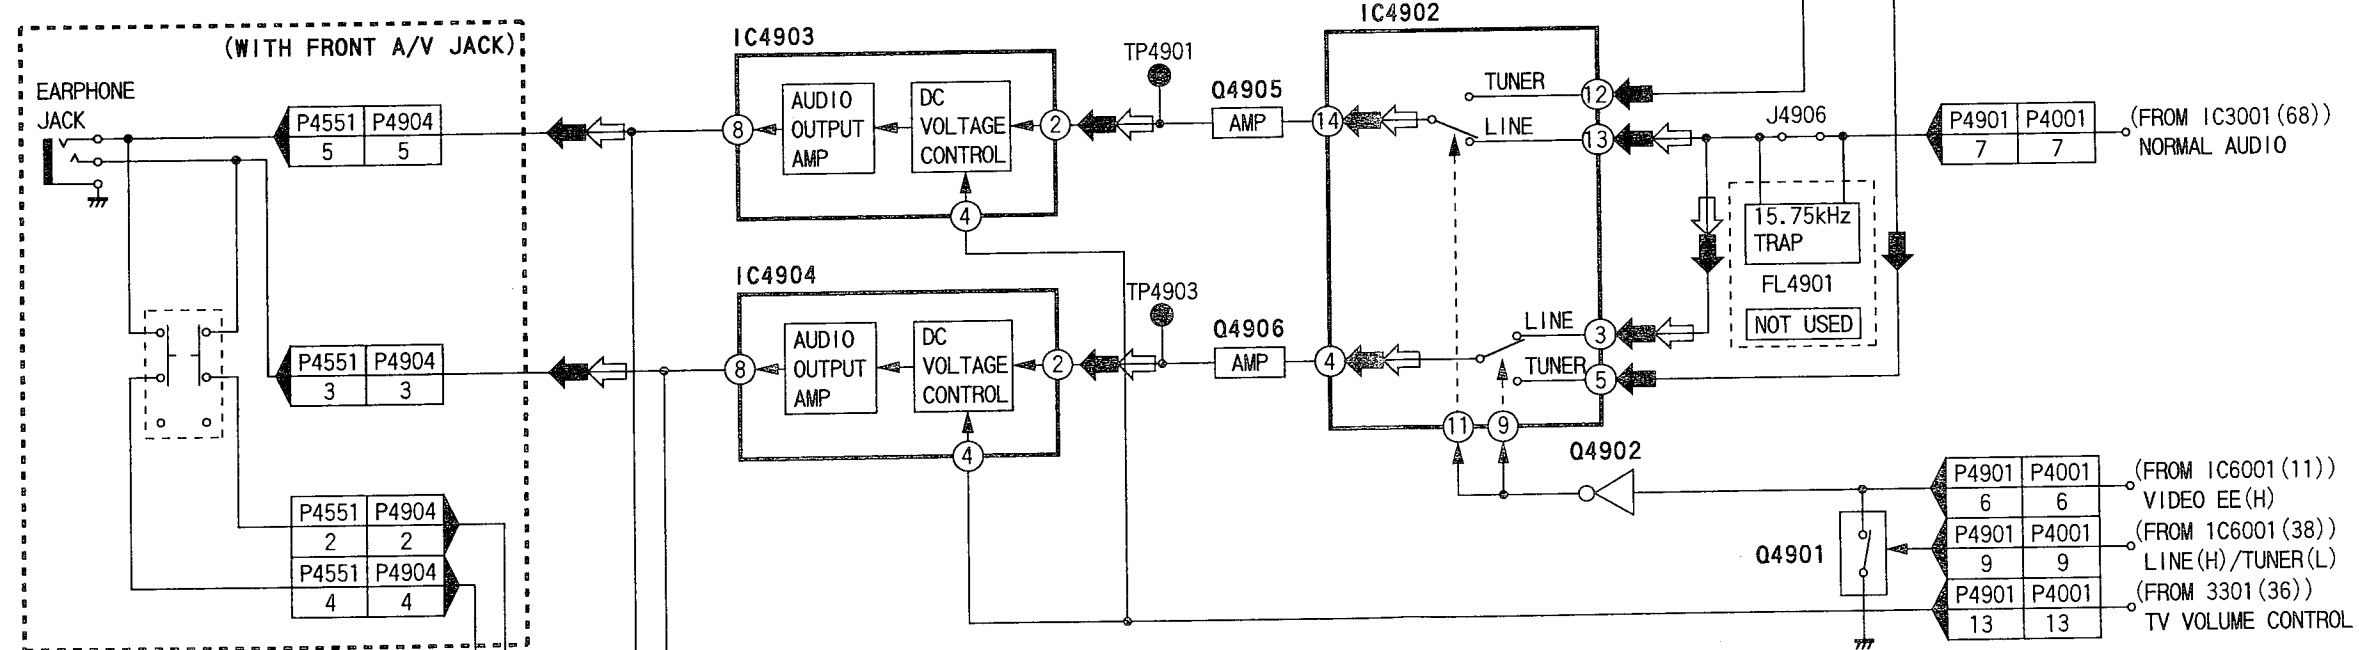 IC4902
IC4903
(WITH FRONT A/V JACK)
TP4901
EARPHONE
JACK
P4551 P4904
5 5
8
AUDIO
OUTPUT
AMP
DC
VOLTAGE
CONTROL
2
4
Q4905
AMP
14
TUNER
12
LINE
13
J4906
P4901 P4001
7 7
(FROM IC3001(68))
NORMAL AUDIO
15.75kHz
TRAP
FL4901
NOT USED
IC4904
TP4903
P4551 P4904
3 3
8
AUDIO
OUTPUT
AMP
DC
VOLTAGE
CONTROL
2
4
Q4906
AMP
4
LINE
3
TUNER
5
11
9
Q4902
P4901 P4001
6 6
(FROM IC6001(11))
VIDEO EE(H)
P4551 P4904
2 2
P4551 P4904
4 4
Q4901
P4901 P4001
9 9
(FROM 1C6001(38))
LINE(H)/TUNER(L)
P4901 P4001
13 13
(FROM 3301(36))
TV VOLUME CONTROL